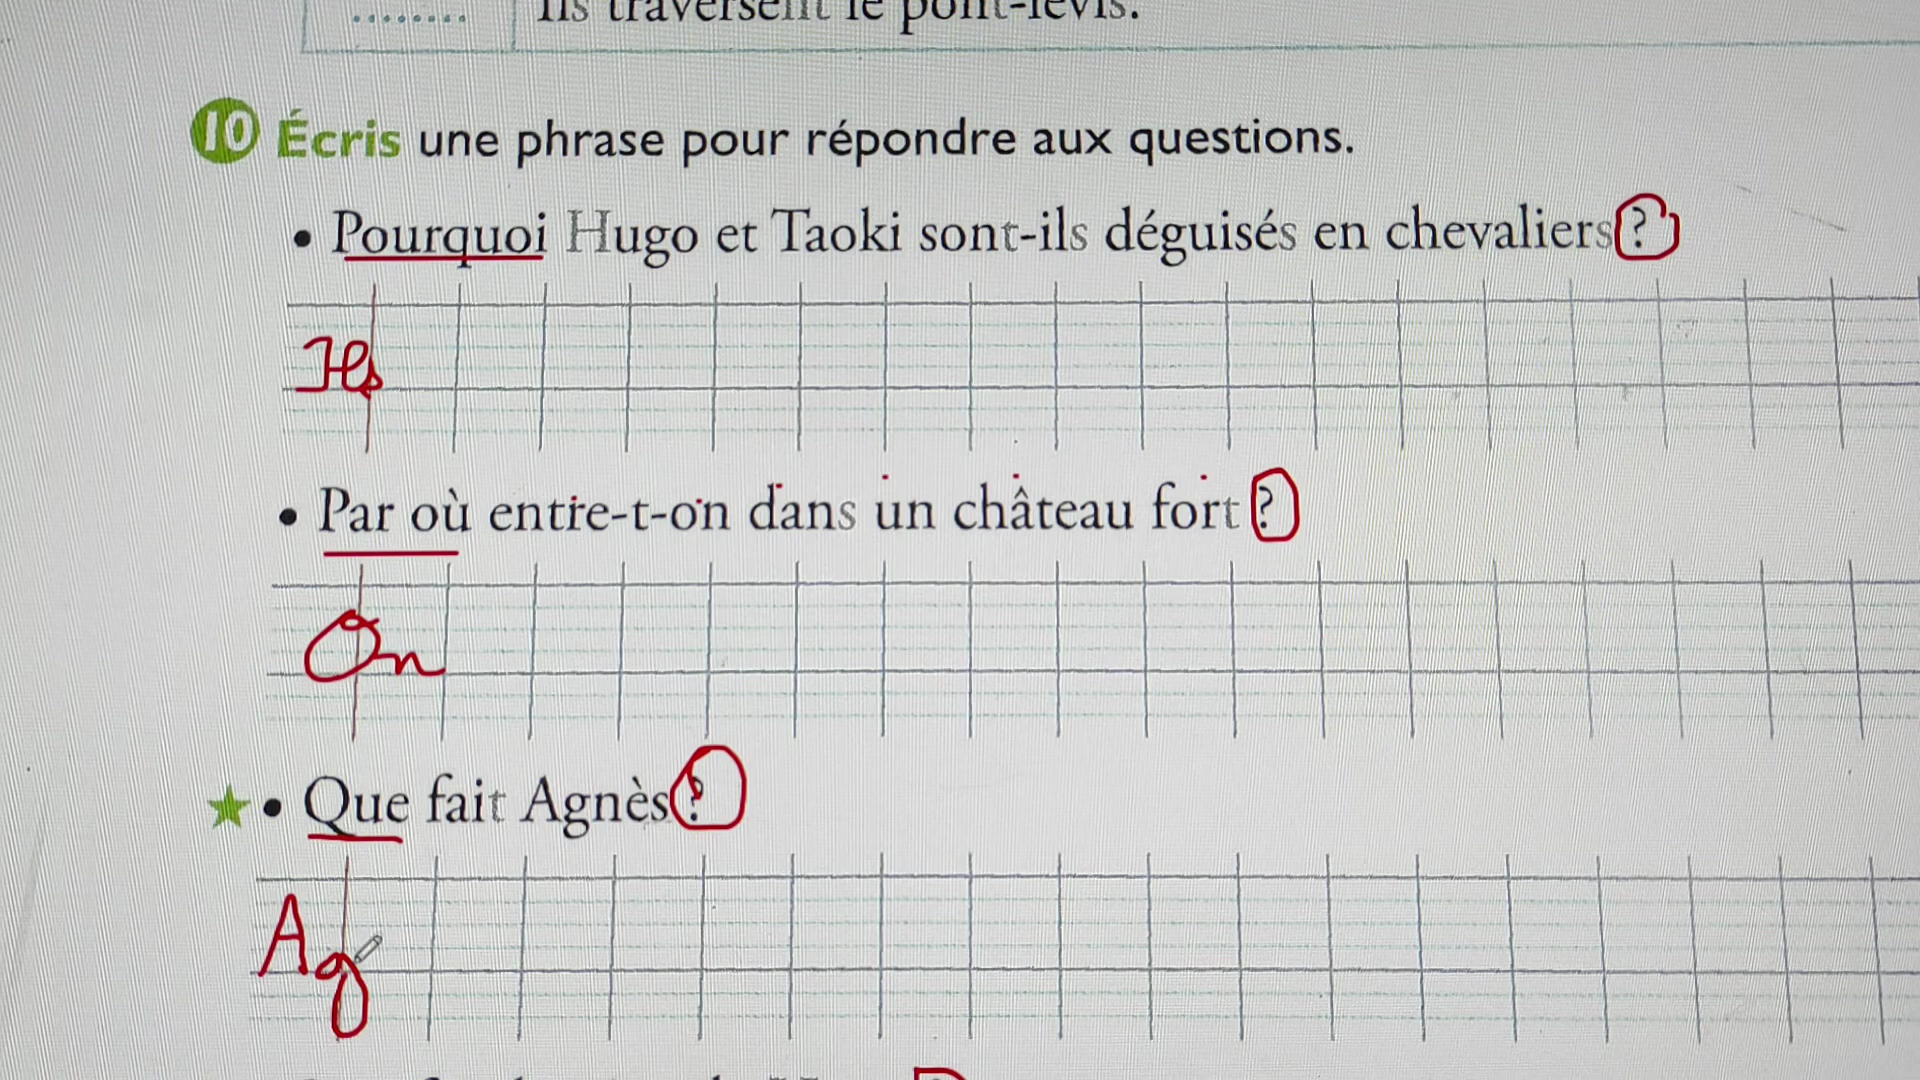 ........ Ils traversent le pont-levis.
10 Écris une phrase pour répondre aux questions.
• Pourquoi Hugo et Taoki sont-ils déguisés en chevaliers ?
Ils
• Par où entre-t-on dans un château fort ?
On
• Que fait Agnès ?
Ag